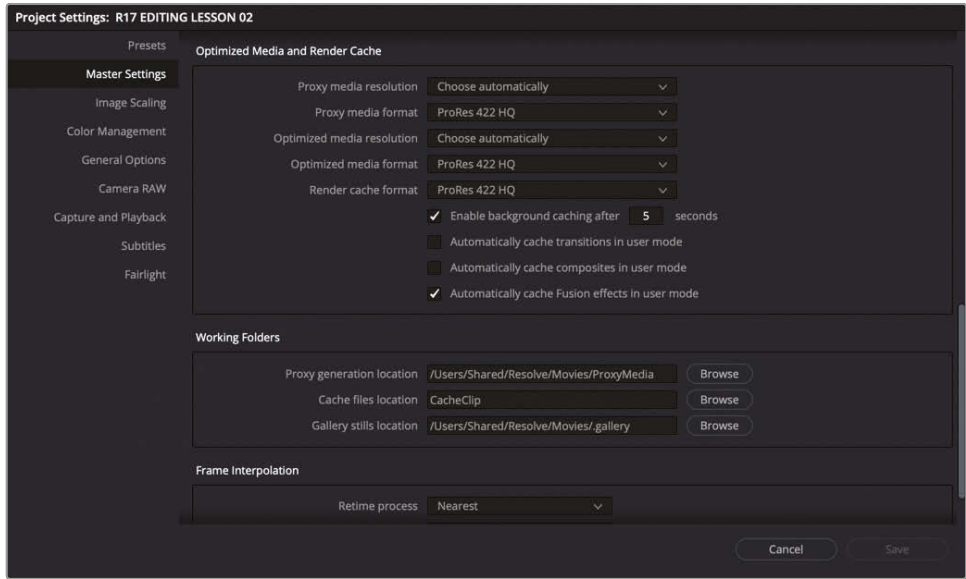 Project Settings: R17 EDITING LESSON 02
Presets
Master Settings
Image Scaling
Color Management
General Options
Camera RAW
Capture and Playback
Subtitles
Fairlight
Optimized Media and Render Cache
Proxy media resolution Choose automatically
Proxy media format ProRes 422 HQ
Optimized media resolution Choose automatically
Optimized media format ProRes 422 HQ
Render cache format ProRes 422 HQ
Enable background caching after 5 seconds
Automatically cache transitions in user mode
Automatically cache composites in user mode
Automatically cache Fusion effects in user mode
Working Folders
Proxy generation location /Users/Shared/Resolve/Movies/ProxyMedia Browse
Cache files location CacheClip Browse
Gallery stills location /Users/Shared/Resolve/Movies/.gallery Browse
Frame Interpolation
Retime process Nearest
Cancel Save